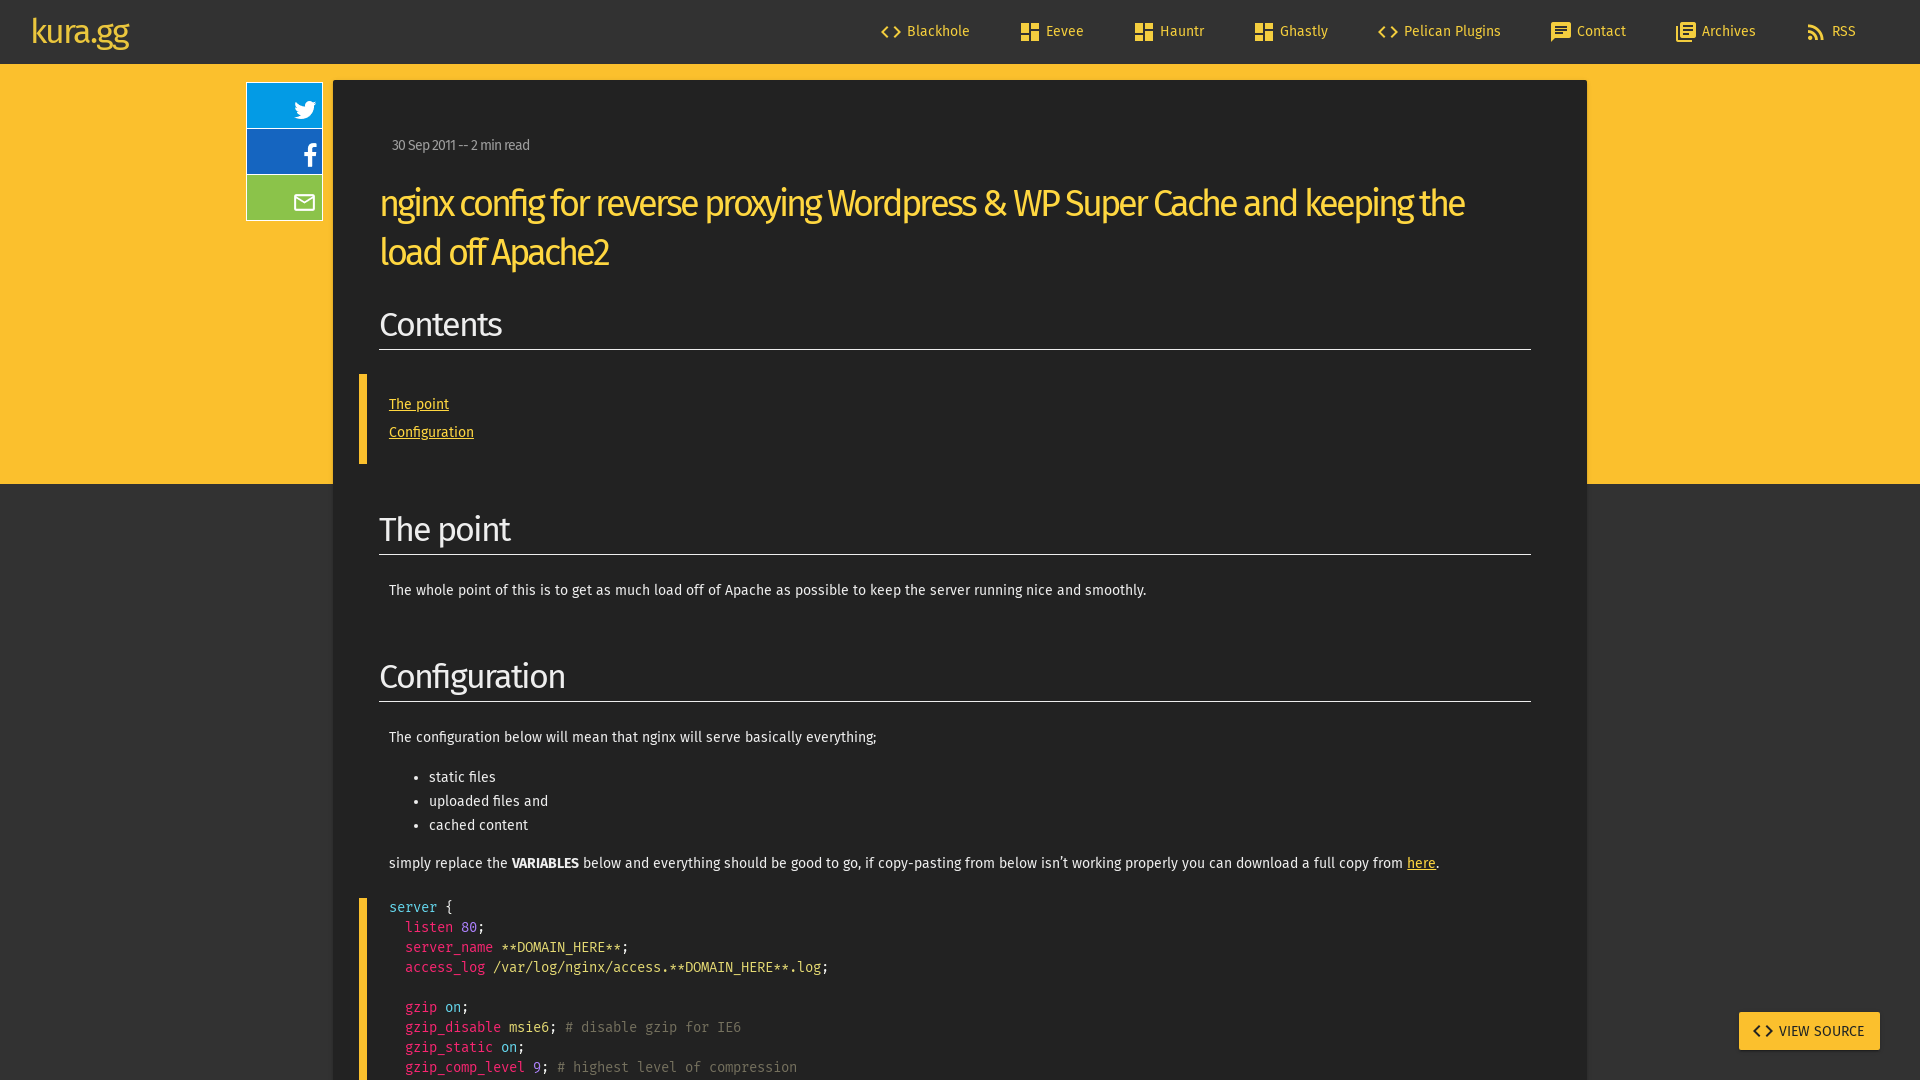 kura.gg
Blackhole
Eevee
Hauntr
Ghastly
Pelican Plugins
Contact
Archives
RSS
30 Sep 2011 -- 2 min read
nginx config for reverse proxying Wordpress & WP Super Cache and keeping the
load off Apache2
Contents
The point
Configuration
The point
The whole point of this is to get as much load off of Apache as possible to keep the server running nice and smoothly.
Configuration
The configuration below will mean that nginx will serve basically everything;
• static files
• uploaded files and
• cached content
simply replace the VARIABLES below and everything should be good to go, if copy-pasting from below isn’t working properly you can download a full copy from here.
server {
  listen 80;
  server_name **DOMAIN_HERE**;
  access_log /var/log/nginx/access.**DOMAIN_HERE**.log;
  gzip on;
  gzip_disable msie6; # disable gzip for IE6
  gzip_static on;
  gzip_comp_level 9; # highest level of compression
VIEW SOURCE